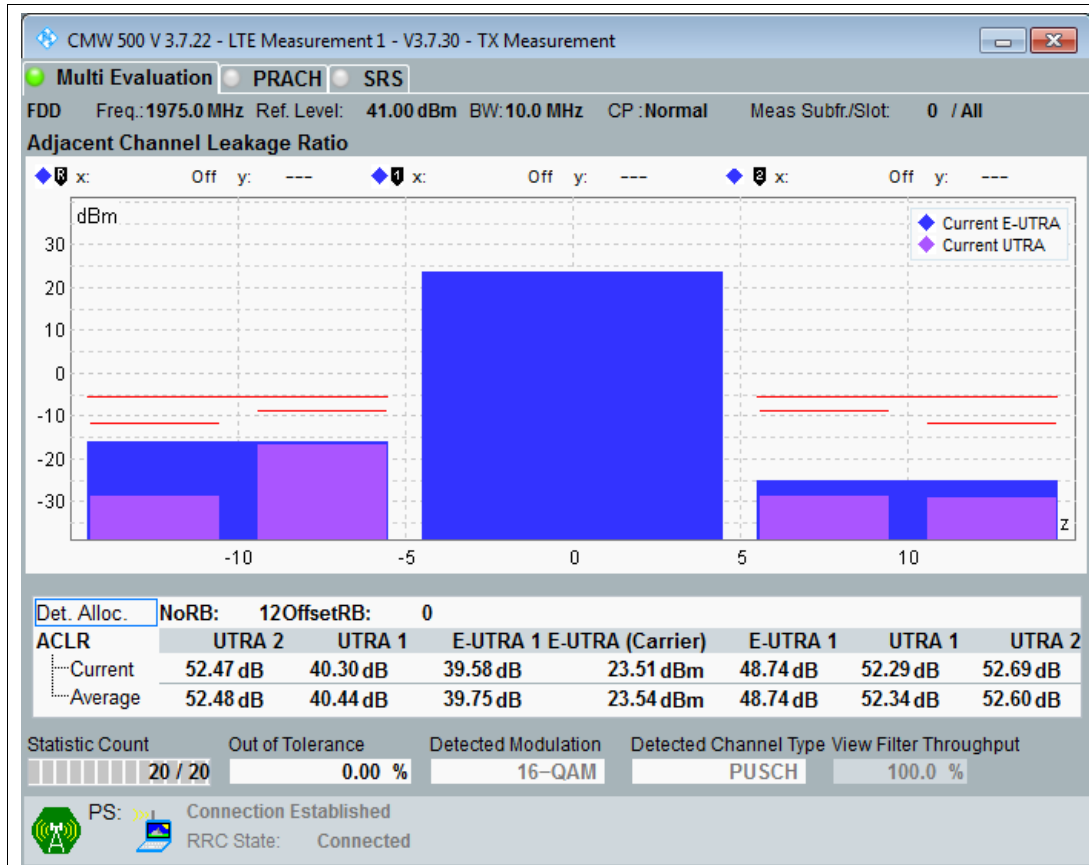 CMW 500 V 3.7.22 - LTE Measurement 1 - V3.7.30 - TX Measurement
Multi Evaluation PRACH SRS
FDD Freq.: 1975.0 MHz Ref. Level: 41.00 dBm BW: 10.0 MHz CP : Normal Meas Subfr./Slot: 0 / All
Adjacent Channel Leakage Ratio
R x: Off y: --- 1 x: Off y: --- 2 x: Off y: ---
dBm
Current E-UTRA
Current UTRA
30
20
10
0
-10
-20
-30
z
-10 -5 0 5 10
Det. Alloc. NoRB: 12 OffsetRB: 0
ACLR UTRA 2 UTRA 1 E-UTRA 1 E-UTRA (Carrier) E-UTRA 1 UTRA 1 UTRA 2
Current 52.47 dB 40.30 dB 39.58 dB 23.51 dBm 48.74 dB 52.29 dB 52.69 dB
Average 52.48 dB 40.44 dB 39.75 dB 23.54 dBm 48.74 dB 52.34 dB 52.60 dB
Statistic Count Out of Tolerance Detected Modulation Detected Channel Type View Filter Throughput
20 / 20 0.00 % 16-QAM PUSCH 100.0 %
PS: Connection Established
RRC State: Connected